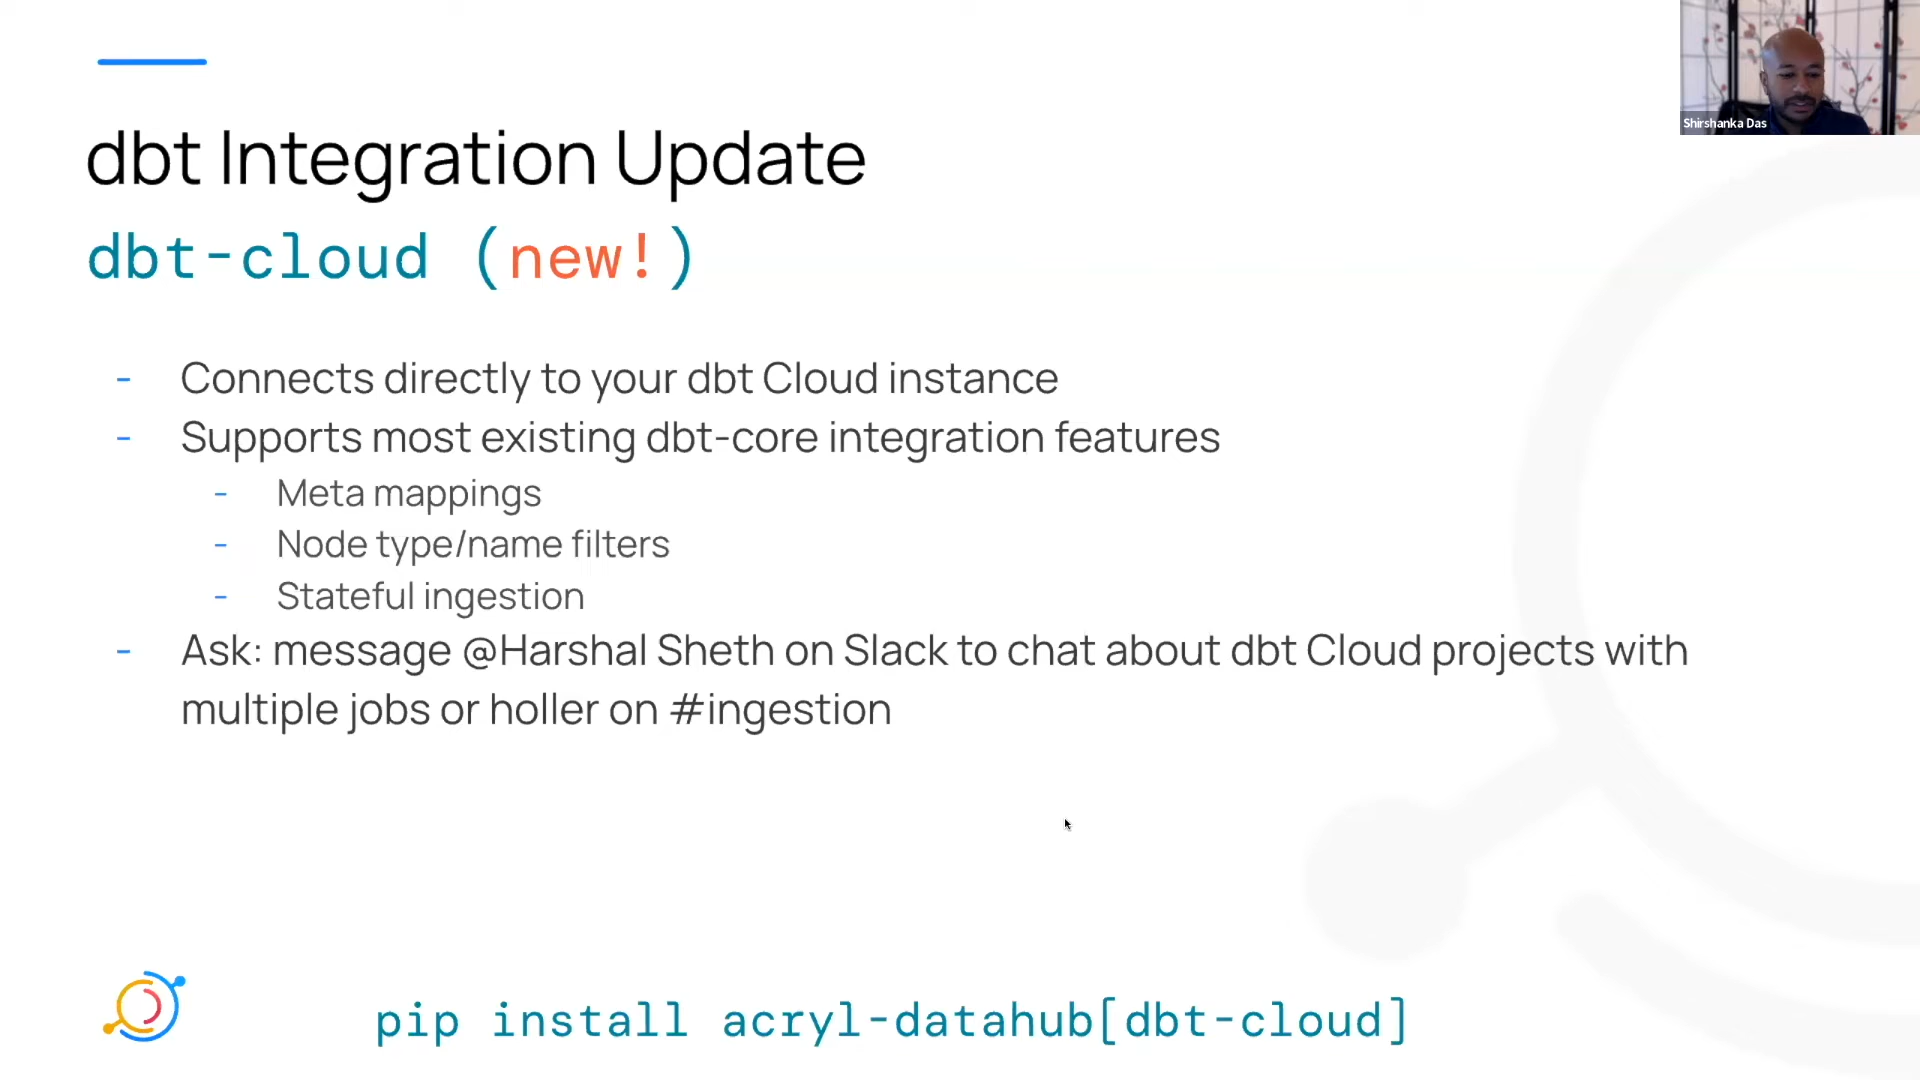 Shirshanka Das
dbt Integration Update
dbt-cloud (new!)
- Connects directly to your dbt Cloud instance
- Supports most existing dbt-core integration features
- Meta mappings
- Node type/name filters
- Stateful ingestion
- Ask: message @Harshal Sheth on Slack to chat about dbt Cloud projects with
multiple jobs or holler on #ingestion
pip install acryl-datahub[dbt-cloud]